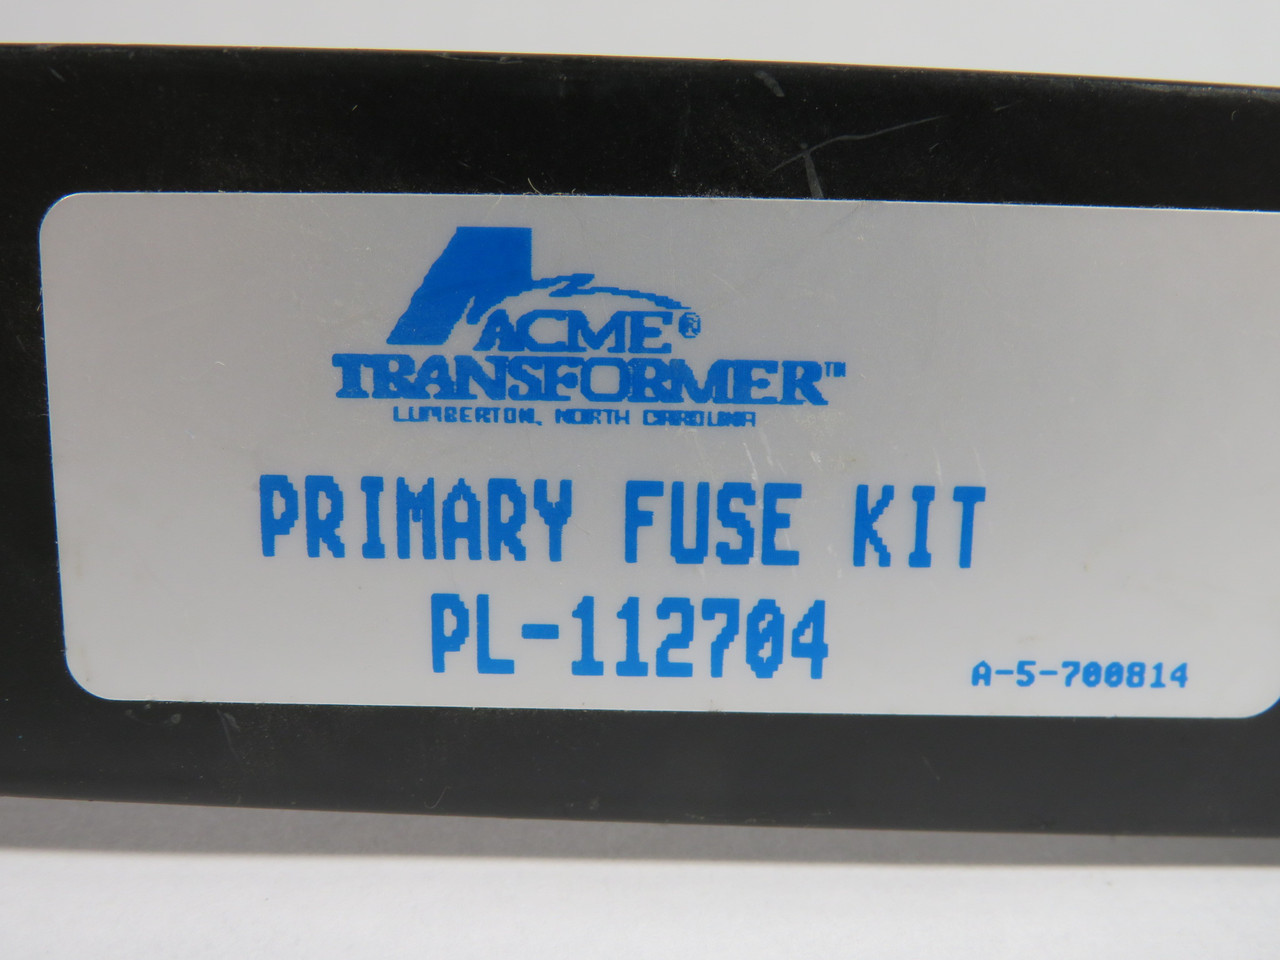 ACME®
TRANSFORMER™
LUMBERTON, NORTH CAROLINA
PRIMARY FUSE KIT
PL-112704
A-5-700814